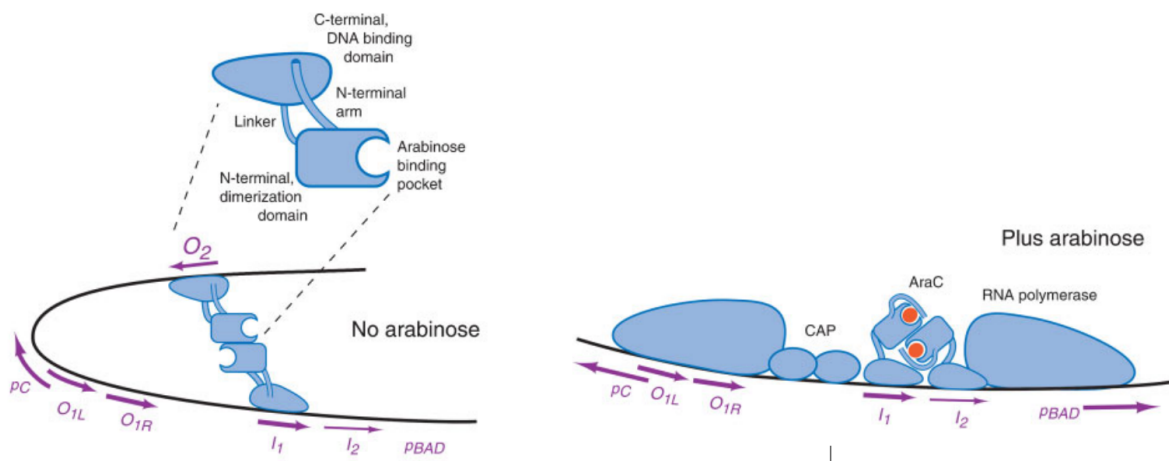 C-terminal,
DNA binding
domain
N-terminal
arm
Linker
Arabinose
binding
pocket
N-terminal,
dimerization
domain
O2
No arabinose
pC
O1L
O1R
I1
I2
pBAD
Plus arabinose
AraC
RNA polymerase
CAP
pC
O1L
O1R
I1
I2
pBAD